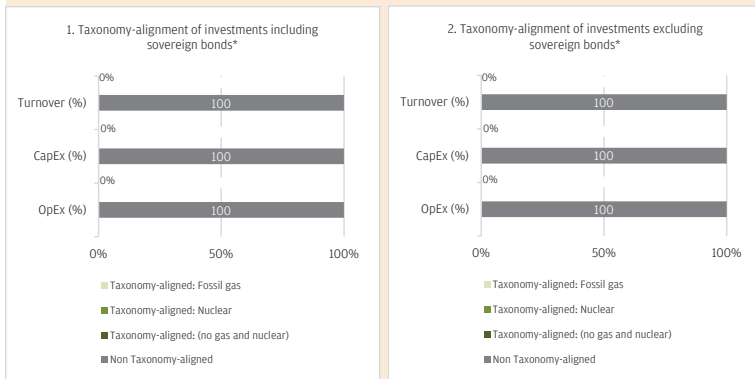 1. Taxonomy-alignment of investments including
sovereign bonds*
0%
Turnover (%)
100
0%
CapEx (%)
100
0%
OpEx (%)
100
0%
50%
100%
Taxonomy-aligned: Fossil gas
Taxonomy-aligned: Nuclear
Taxonomy-aligned: (no gas and nuclear)
Non Taxonomy-aligned
2. Taxonomy-alignment of investments excluding
sovereign bonds*
0%
Turnover (%)
100
0%
CapEx (%)
100
0%
OpEx (%)
100
0%
50%
100%
Taxonomy-aligned: Fossil gas
Taxonomy-aligned: Nuclear
Taxonomy-aligned: (no gas and nuclear)
Non Taxonomy-aligned